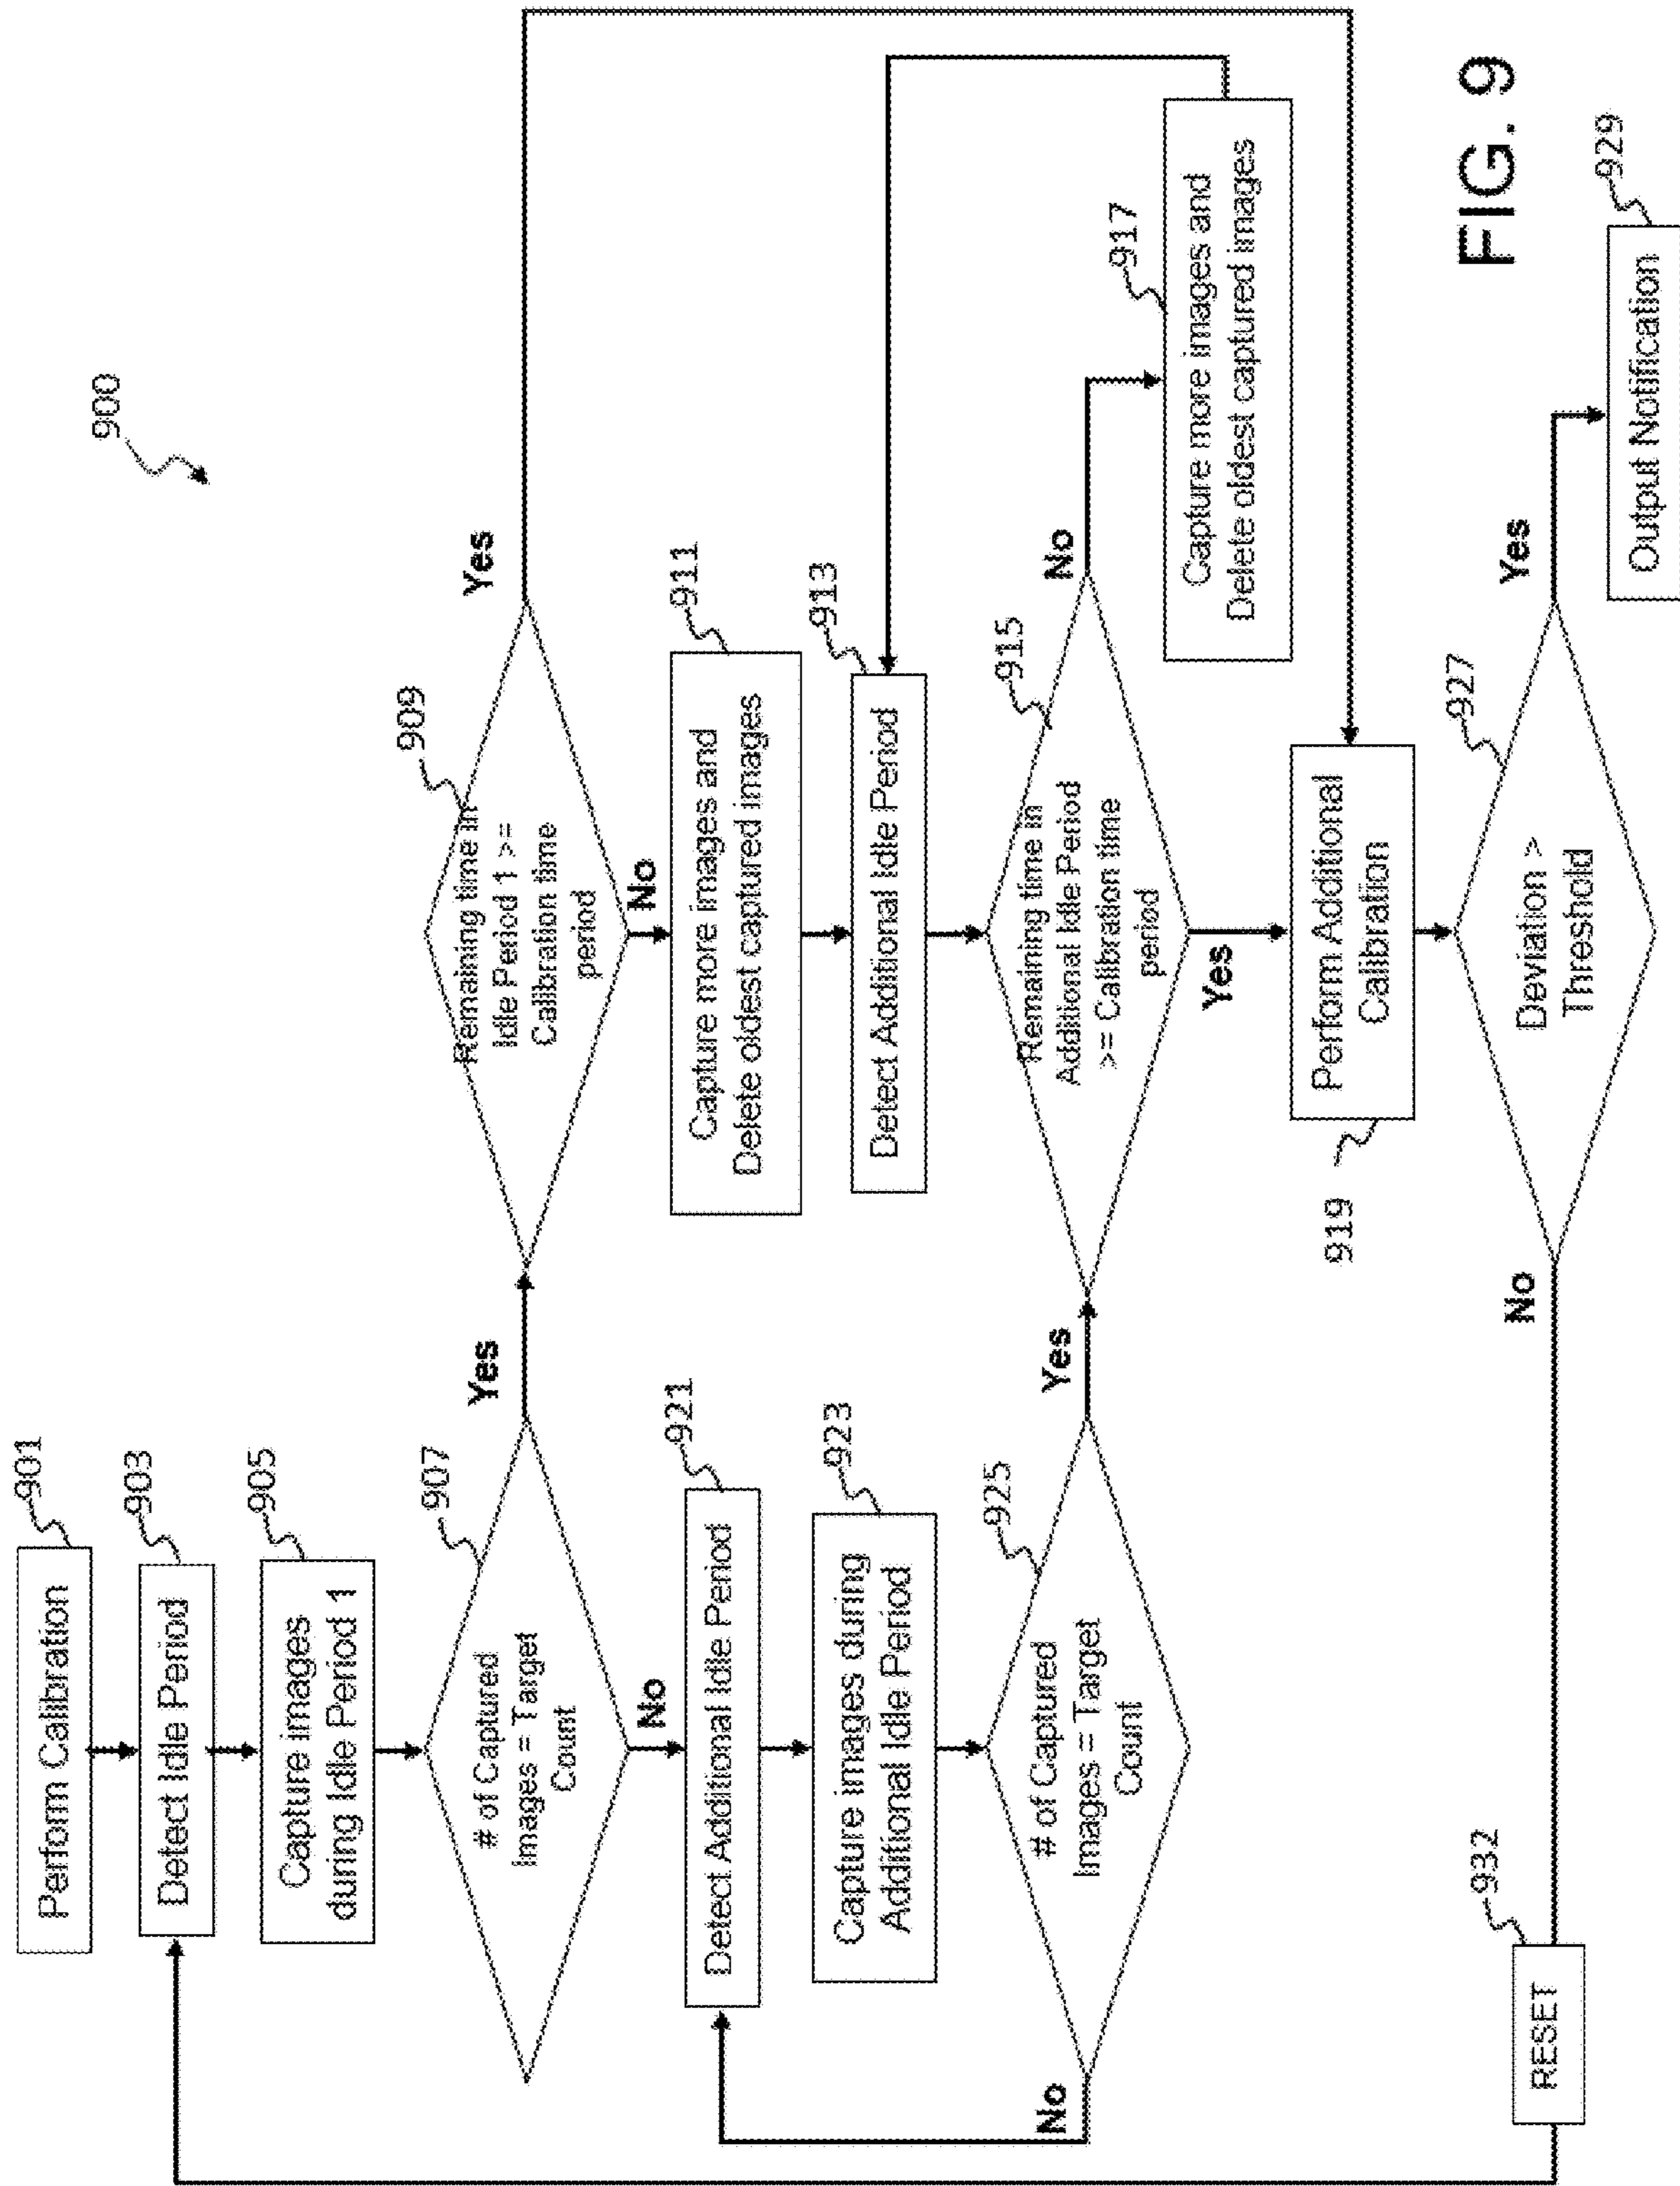 900
901
Perform Calibration
903
Detect Idle Period
905
Capture images
during Idle Period 1
907
# of Captured
Images = Target
Count
Yes
No
909
Remaining time in
Idle Period 1 >=
Calibration time
period
Yes
No
911
Capture more images and
Delete oldest captured images
913
Detect Additional Idle Period
921
Detect Additional Idle Period
923
Capture images during
Additional Idle Period
925
# of Captured
Images = Target
Count
No
Yes
915
Remaining time in
Additional Idle Period
>= Calibration time
period
No
Yes
917
Capture more images and
Delete oldest captured images
919
Perform Additional
Calibration
927
Deviation >
Threshold
No
Yes
932
RESET
929
Output Notification
FIG. 9